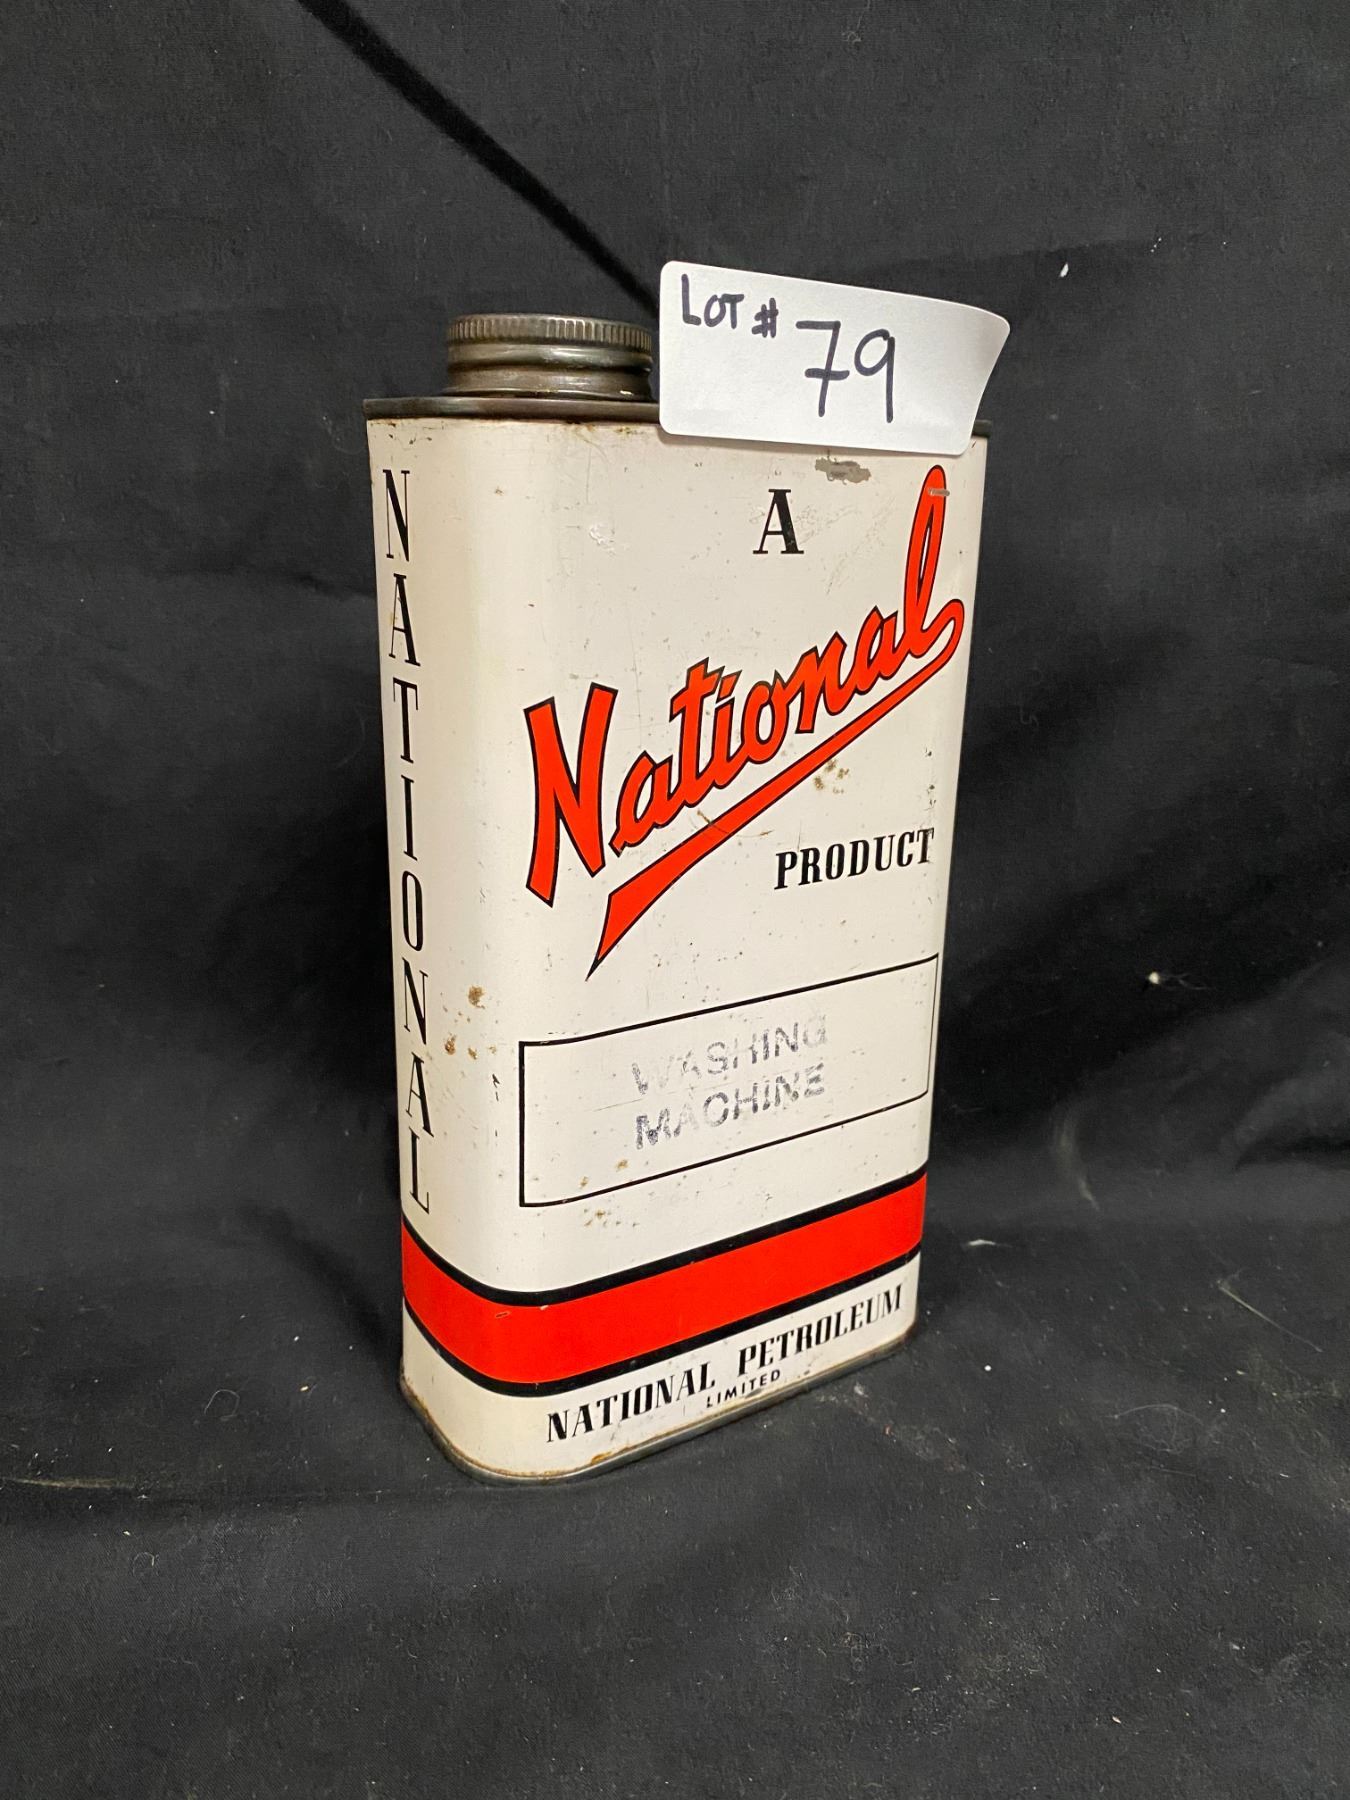 LOT # 79
A
National
PRODUCT
WASHING
MACHINE
NATIONAL PETROLEUM
LIMITED
NATIONAL